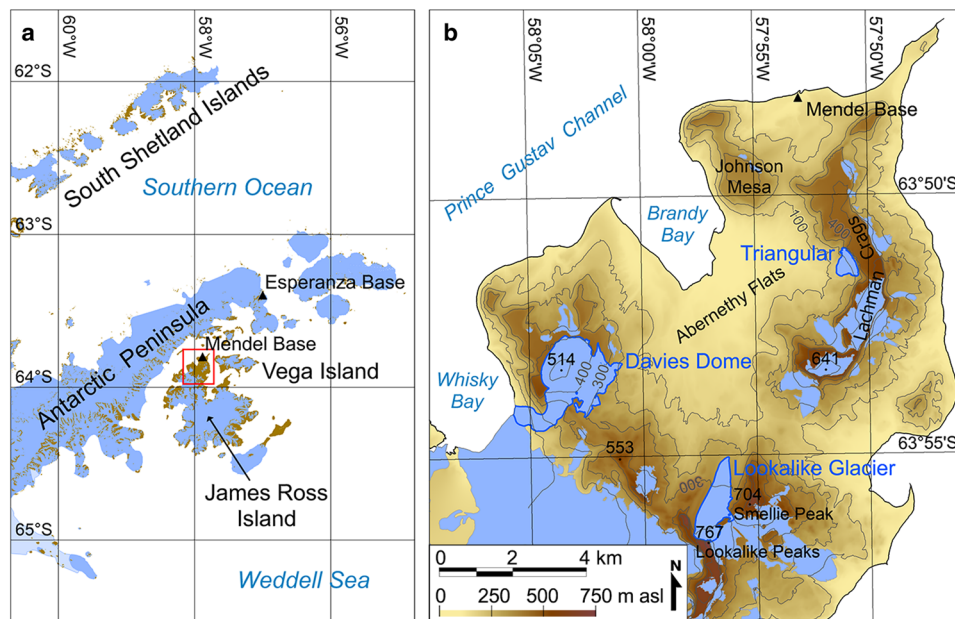 a
60°W
58°W
56°W
62°S
South Shetland Islands
Southern Ocean
63°S
Esperanza Base
Antarctic Peninsula
Mendel Base
Vega Island
64°S
James Ross
Island
65°S
Weddell Sea
b
58°05'W
58°00'W
57°55'W
57°50'W
Mendel Base
Prince Gustav Channel
Johnson
Mesa
63°50'S
Brandy
Bay
100
400
Crags
Triangular
Lachman
Abernethy Flats
514
400
300
Davies Dome
641
Whisky
Bay
553
63°55'S
300
Lookalike Glacier
704
Smellie Peak
767
Lookalike Peaks
0 2 4 km
N
0 250 500 750 m asl